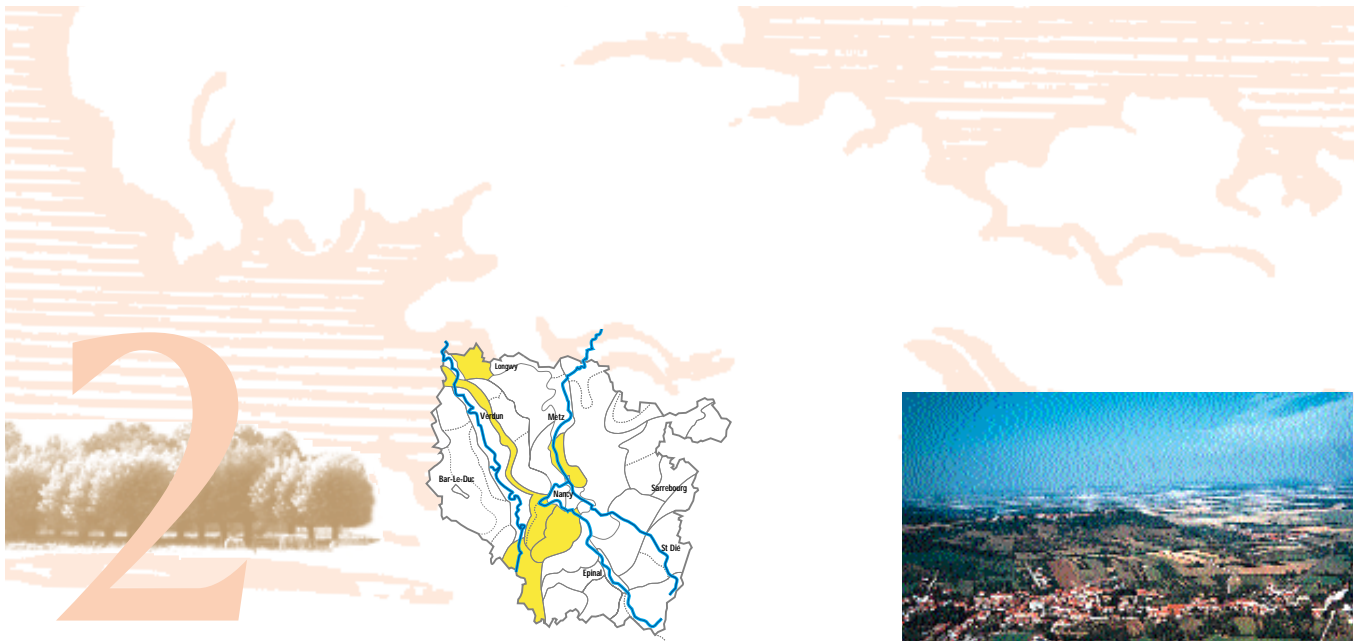 Longwy
Verdun
Metz
Bar-Le-Duc
Nancy
Sarrebourg
St Dié
Epinal
2